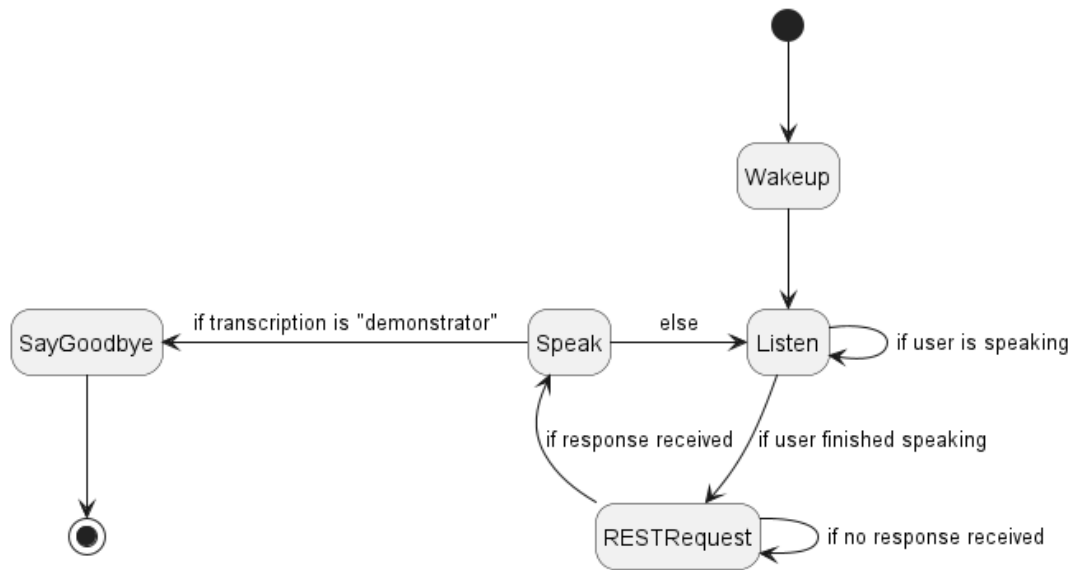 Wakeup
SayGoodbye
if transcription is "demonstrator"
Speak
else
Listen
if user is speaking
if response received
if user finished speaking
RESTRequest
if no response received